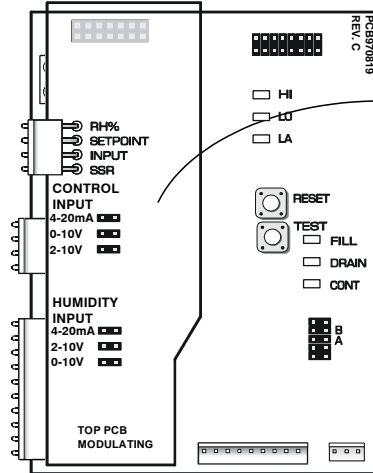 PCB970819
REV. C
HI
LO
LA
RH%
SETPOINT
INPUT
SSR
CONTROL
INPUT
4-20mA
0-10V
2-10V
RESET
TEST
FILL
DRAIN
CONT
HUMIDITY
INPUT
4-20mA
2-10V
0-10V
B
A
TOP PCB
MODULATING